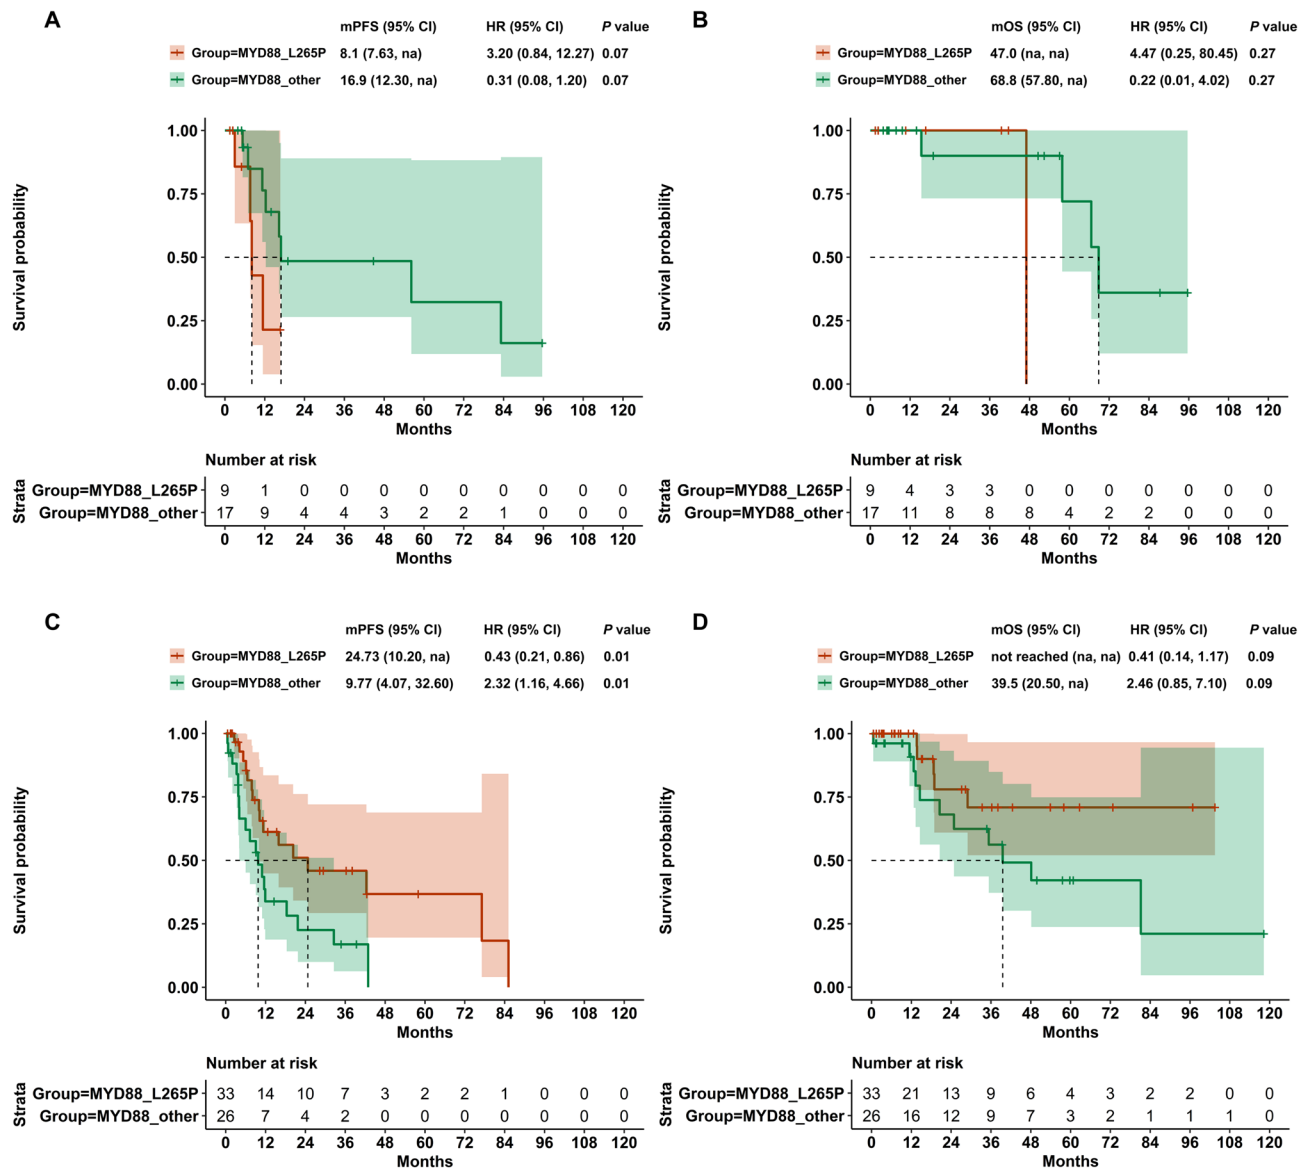 A
mPFS (95% CI) HR (95% CI) P value
Group=MYD88_L265P 8.1 (7.63, na) 3.20 (0.84, 12.27) 0.07
Group=MYD88_other 16.9 (12.30, na) 0.31 (0.08, 1.20) 0.07
Survival probability
1.00
0.75
0.50
0.25
0.00
0 12 24 36 48 60 72 84 96 108 120
Months
Number at risk
Strata
Group=MYD88_L265P 9 1 0 0 0 0 0 0 0 0 0
Group=MYD88_other 17 9 4 4 3 2 2 1 0 0 0
0 12 24 36 48 60 72 84 96 108 120
Months
B
mOS (95% CI) HR (95% CI) P value
Group=MYD88_L265P 47.0 (na, na) 4.47 (0.25, 80.45) 0.27
Group=MYD88_other 68.8 (57.80, na) 0.22 (0.01, 4.02) 0.27
Survival probability
1.00
0.75
0.50
0.25
0.00
0 12 24 36 48 60 72 84 96 108 120
Months
Number at risk
Strata
Group=MYD88_L265P 9 4 3 3 0 0 0 0 0 0 0
Group=MYD88_other 17 11 8 8 8 4 2 2 0 0 0
0 12 24 36 48 60 72 84 96 108 120
Months
C
mPFS (95% CI) HR (95% CI) P value
Group=MYD88_L265P 24.73 (10.20, na) 0.43 (0.21, 0.86) 0.01
Group=MYD88_other 9.77 (4.07, 32.60) 2.32 (1.16, 4.66) 0.01
Survival probability
1.00
0.75
0.50
0.25
0.00
0 12 24 36 48 60 72 84 96 108 120
Months
Number at risk
Strata
Group=MYD88_L265P 33 14 10 7 3 2 2 1 0 0 0
Group=MYD88_other 26 7 4 2 0 0 0 0 0 0 0
0 12 24 36 48 60 72 84 96 108 120
Months
D
mOS (95% CI) HR (95% CI) P value
Group=MYD88_L265P not reached (na, na) 0.41 (0.14, 1.17) 0.09
Group=MYD88_other 39.5 (20.50, na) 2.46 (0.85, 7.10) 0.09
Survival probability
1.00
0.75
0.50
0.25
0.00
0 12 24 36 48 60 72 84 96 108 120
Months
Number at risk
Strata
Group=MYD88_L265P 33 21 13 9 6 4 3 2 2 0 0
Group=MYD88_other 26 16 12 9 7 3 2 1 1 1 0
0 12 24 36 48 60 72 84 96 108 120
Months